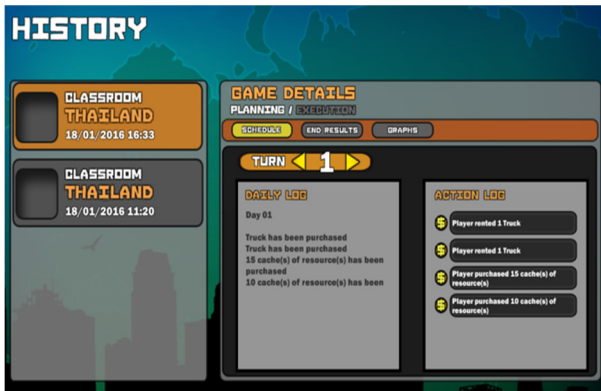 HISTORY
CLASSROOM
THAILAND
18/01/2016 16:33
CLASSROOM
THAILAND
18/01/2016 11:20
GAME DETAILS
PLANNING / EXECUTION
SCHEDULE
END RESULTS
GRAPHS
TURN 1
DAILY LOG
Day 01
Truck has been purchased
Truck has been purchased
15 cache(s) of resource(s) has been
purchased
10 cache(s) of resource(s) has been
ACTION LOG
$ Player rented 1 Truck
$ Player rented 1 Truck
$ Player purchased 15 cache(s) of
resource(s)
$ Player purchased 10 cache(s) of
resource(s)